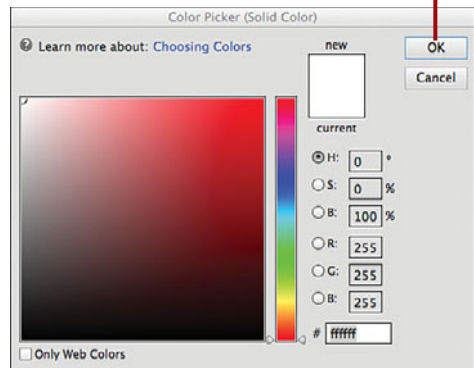 Color Picker (Solid Color)
Learn more about: Choosing Colors
new
OK
Cancel
current
H: 0 °
S: 0 %
B: 100 %
R: 255
G: 255
B: 255
# ffffff
Only Web Colors